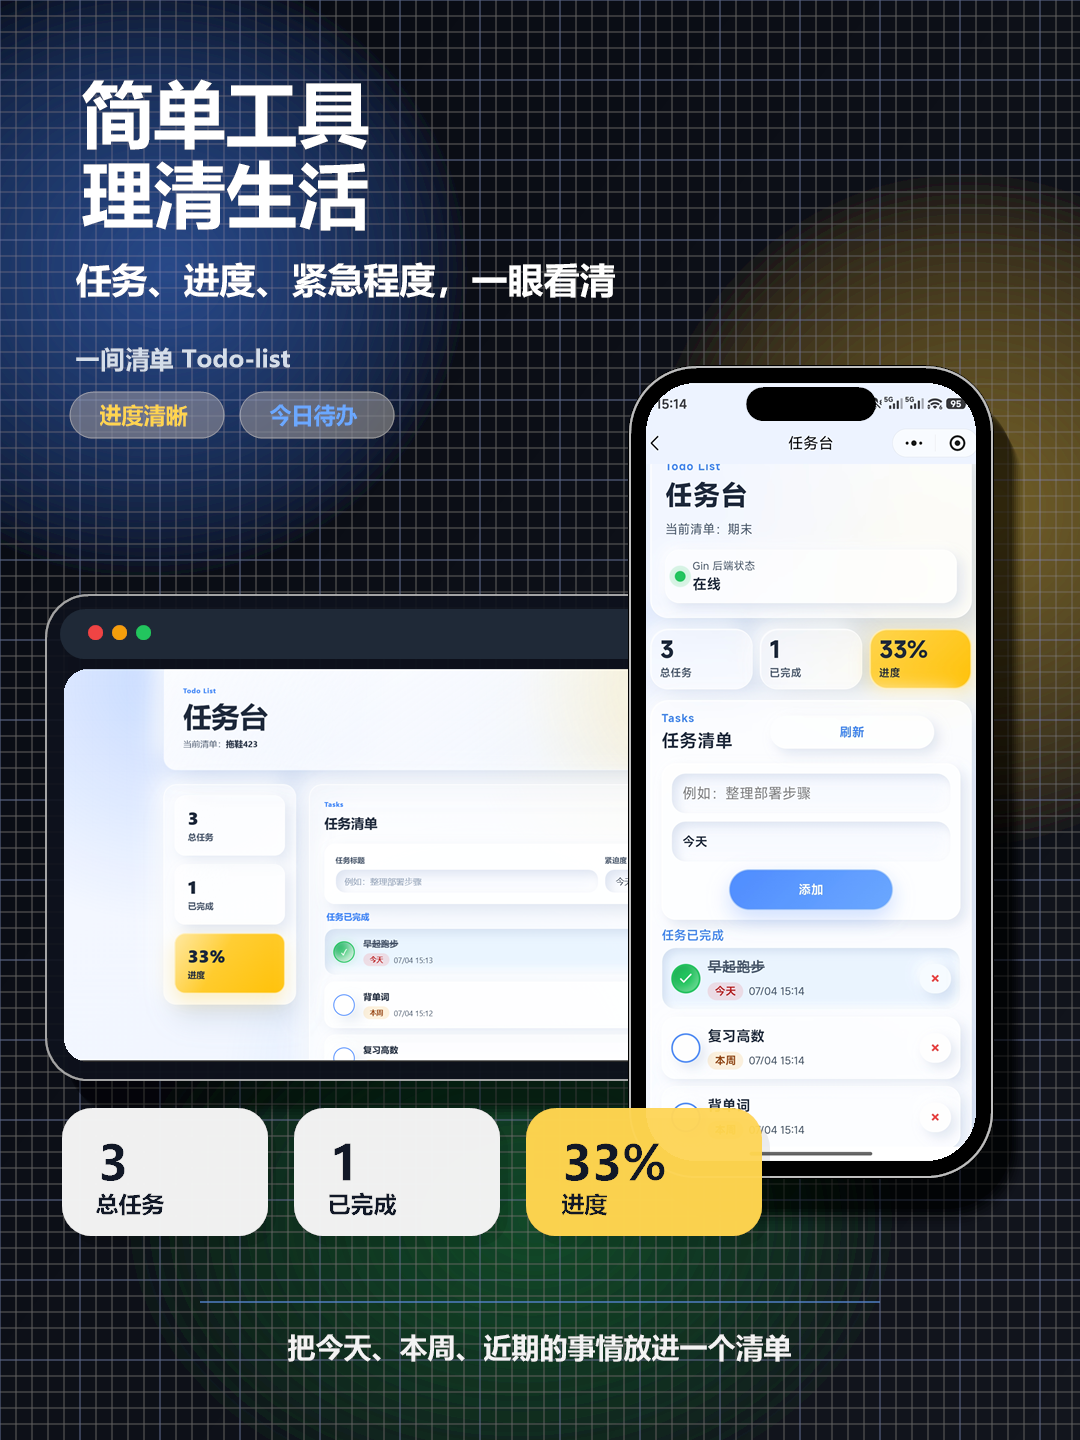 简单工具
理清生活
任务、进度、紧急程度，一眼看清
一间清单 Todo-list
进度清晰
今日待办
Todo List
任务台
当前清单：拖鞋423
3
总任务
1
已完成
33%
进度
Tasks
任务清单
任务标题
紧迫度
例如：整理部署步骤
今天
任务已完成
早起跑步
今天 07/04 15:13
背单词
本周 07/04 15:12
复习高数
15:14
5G 5G 95
任务台
Todo List
任务台
当前清单：期末
Gin 后端状态
在线
3
总任务
1
已完成
33%
进度
Tasks
任务清单
刷新
例如：整理部署步骤
今天
添加
任务已完成
早起跑步
今天 07/04 15:14
复习高数
本周 07/04 15:14
背单词
/04 15:14
3
总任务
1
已完成
33%
进度
把今天、本周、近期的事情放进一个清单